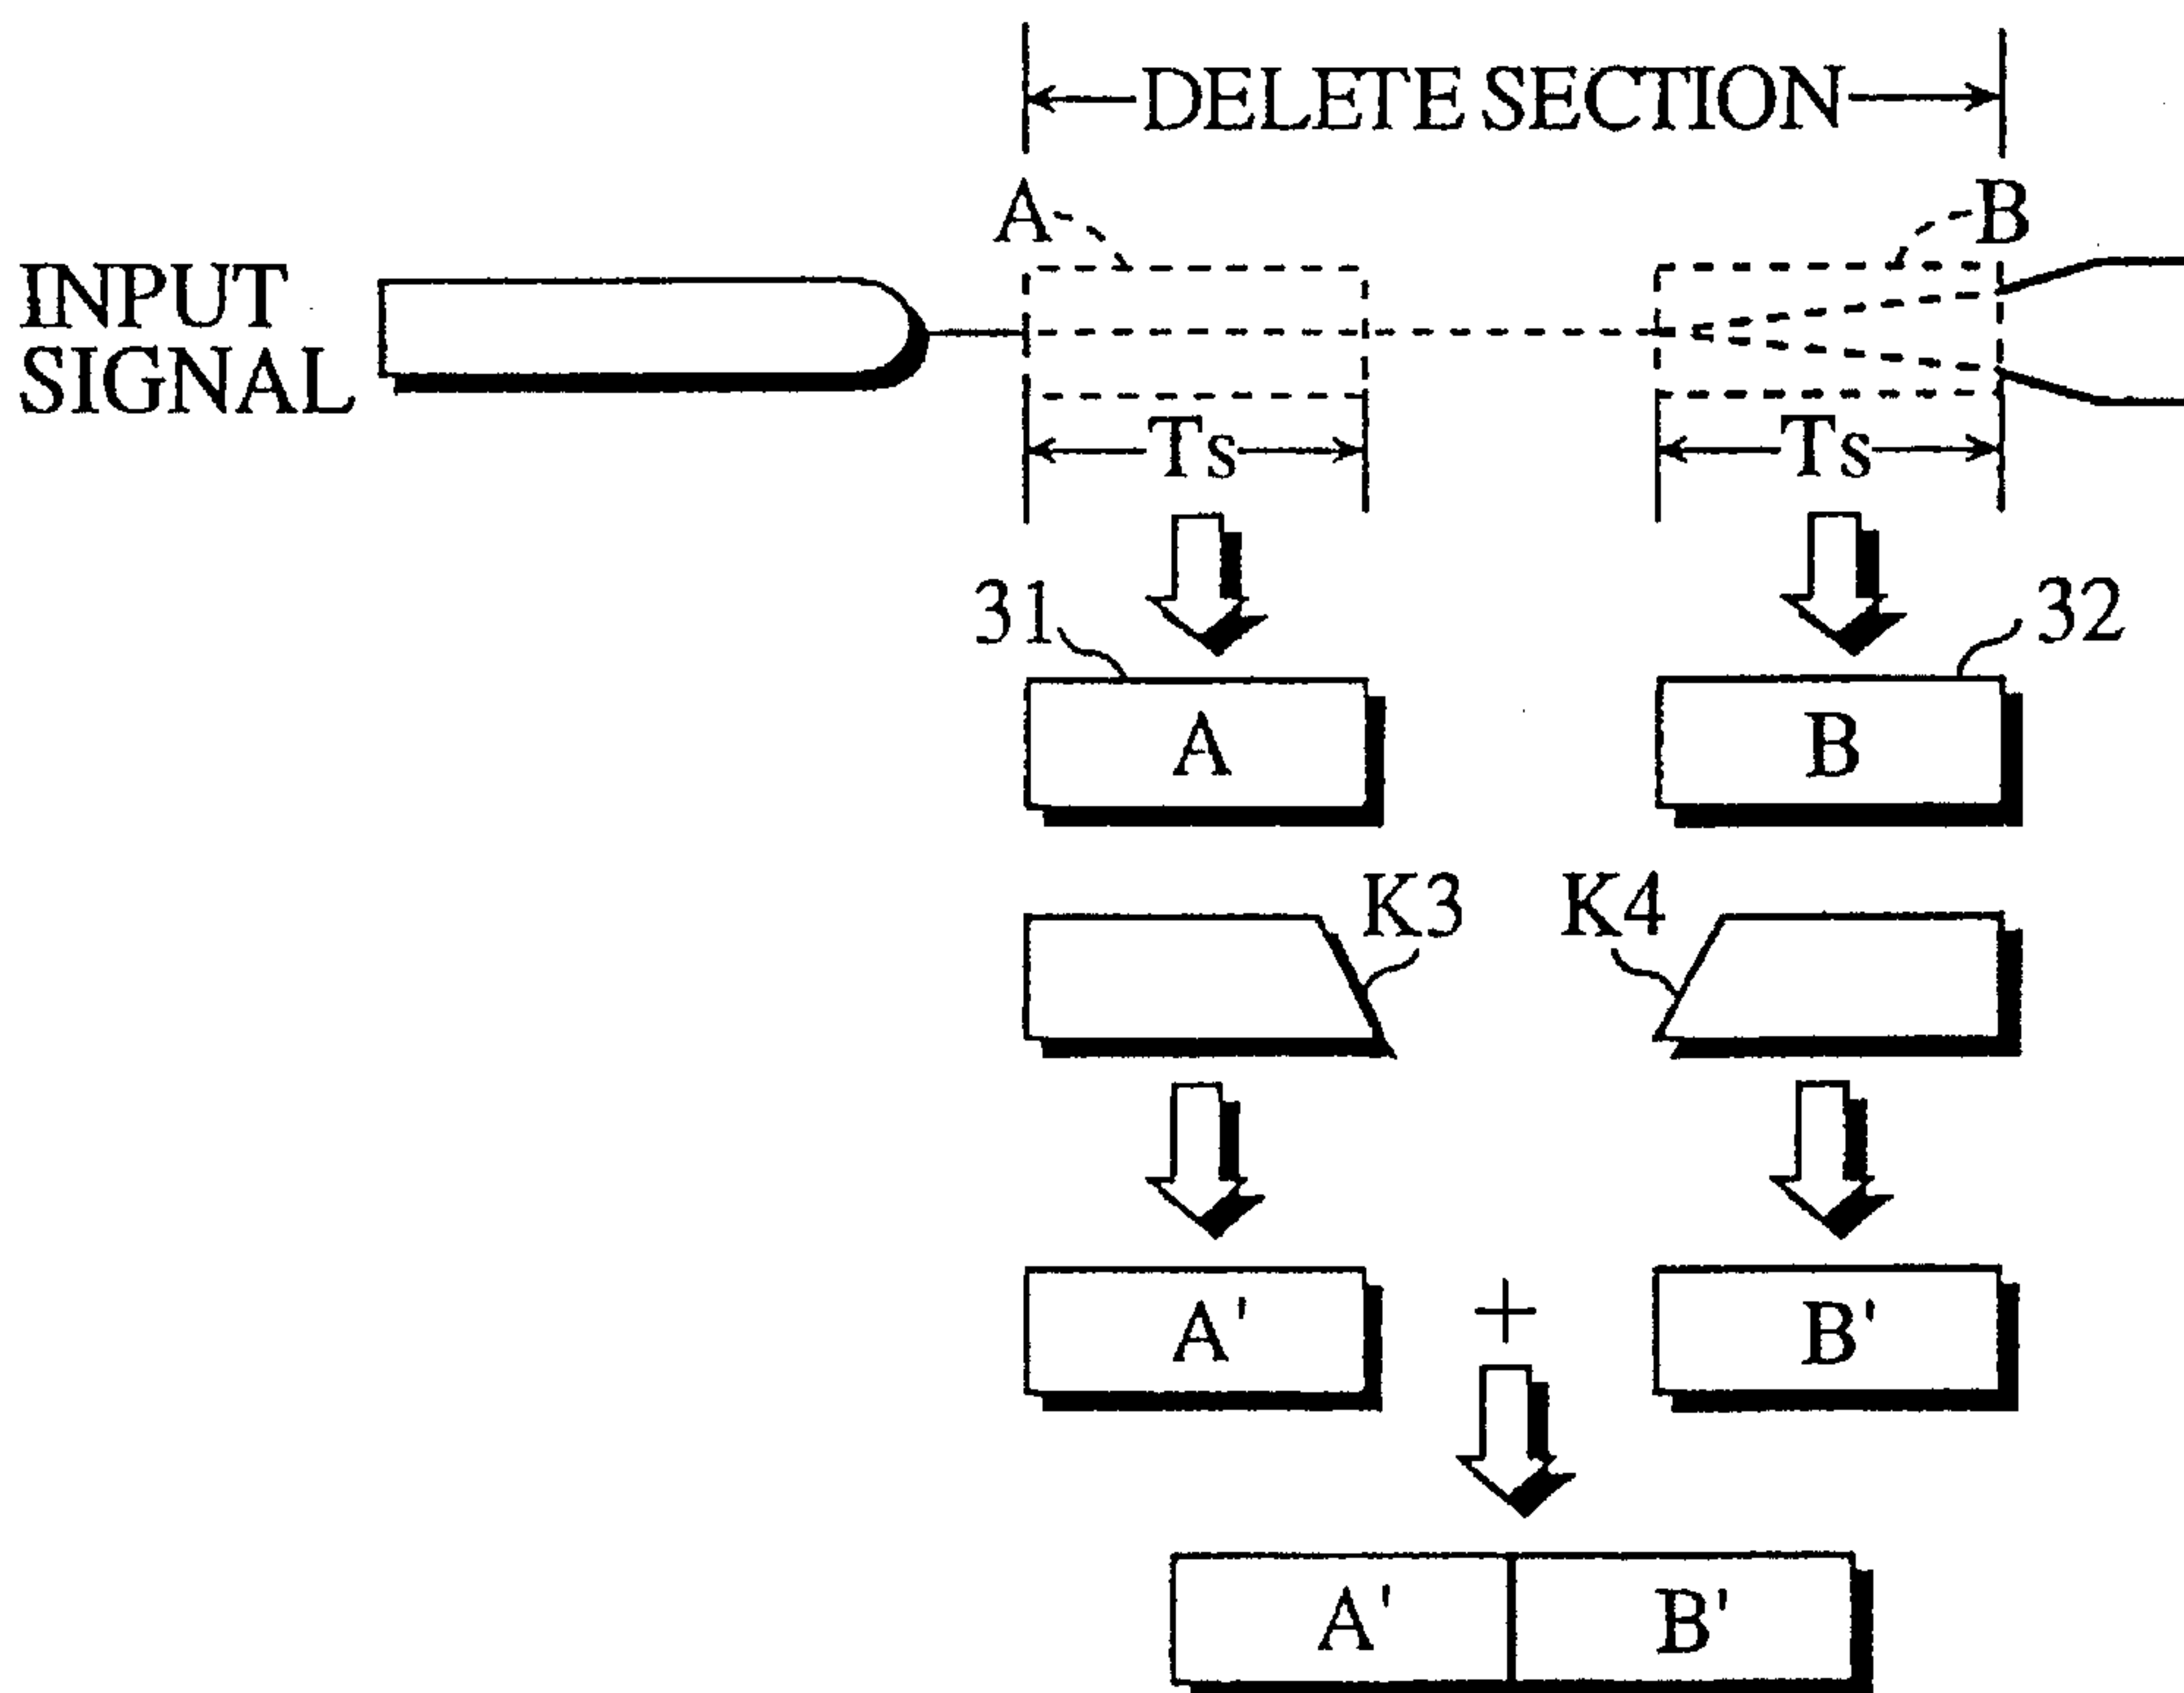 DELETE SECTION
A
B
INPUT
SIGNAL
Ts
Ts
31
32
A
B
K3
K4
A'
+
B'
A'
B'